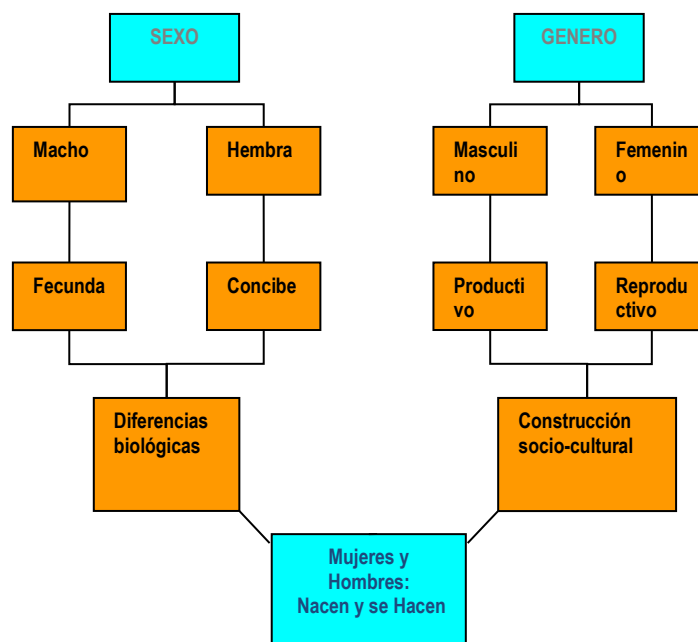 SEXO
GENERO
Macho
Hembra
Masculi
no
Femenin
o
Fecunda
Concibe
Producti
vo
Reprodu
ctivo
Diferencias
biológicas
Construcción
socio-cultural
Mujeres y
Hombres:
Nacen y se Hacen